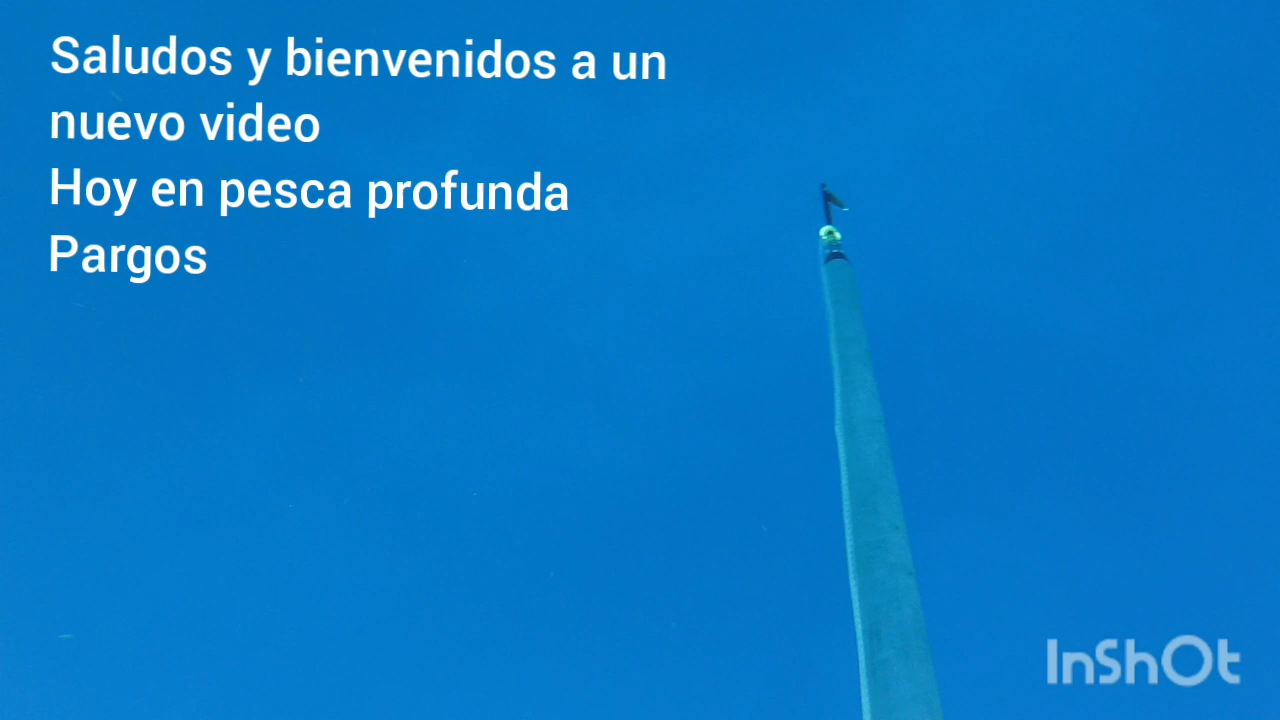 Saludos y bienvenidos a un
nuevo video
Hoy en pesca profunda
Pargos
InShOt